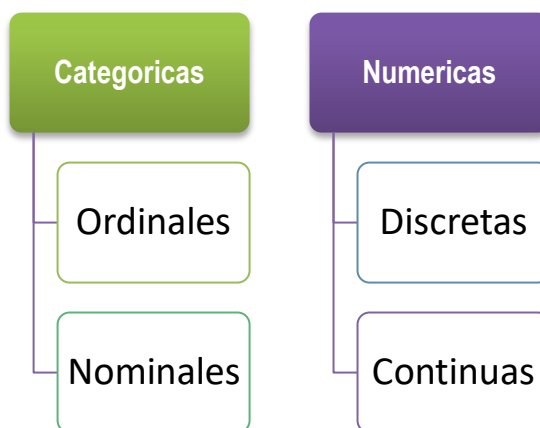 Categoricas
Ordinales
Nominales
Numericas
Discretas
Continuas